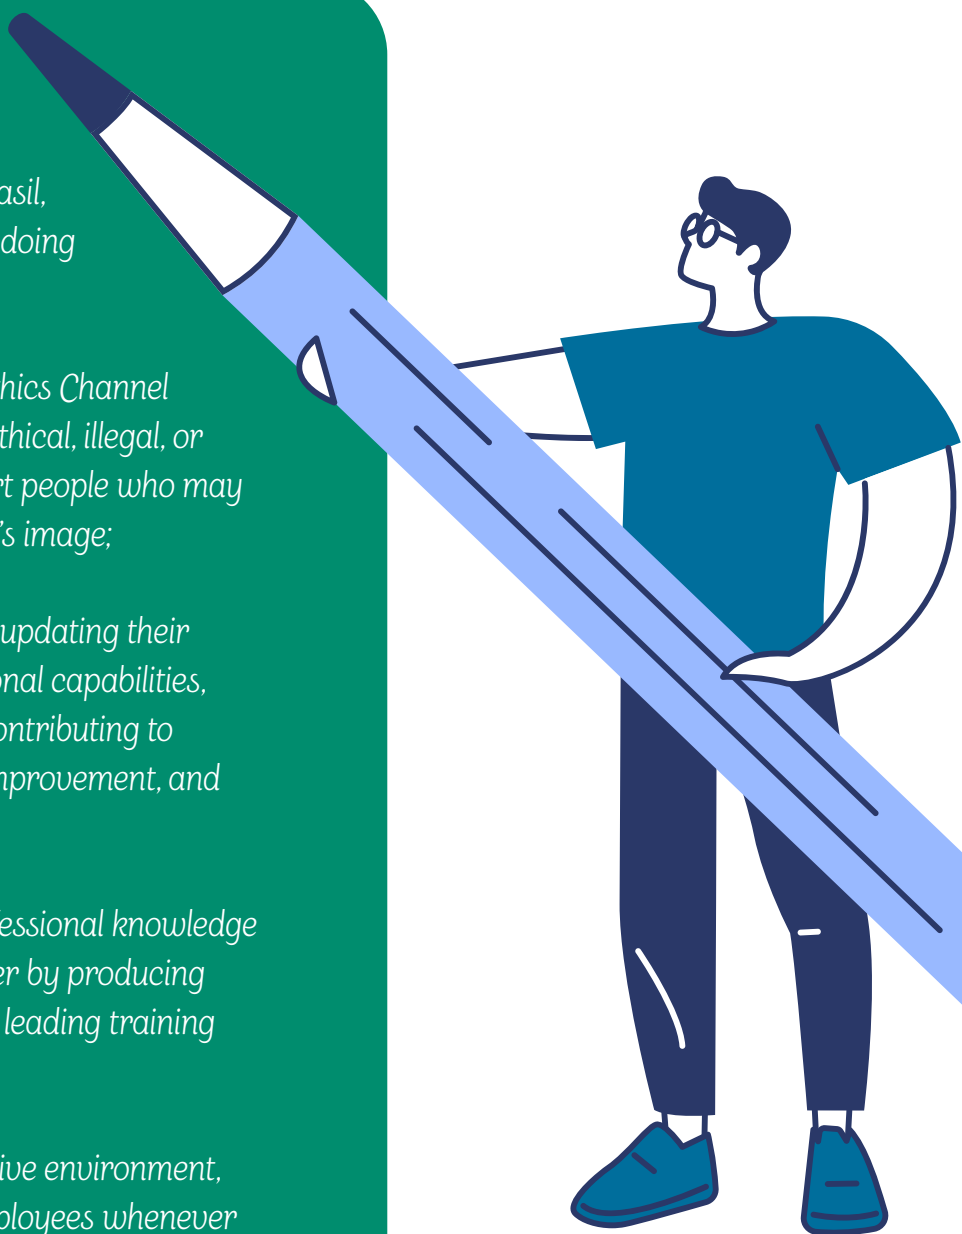 asil,
doing
hics Channel
thical, illegal, or
rt people who may
's image;
updating their
onal capabilities,
ontributing to
nprovement, and
essional knowledge
er by producing
leading training
ive environment,
ployees whenever